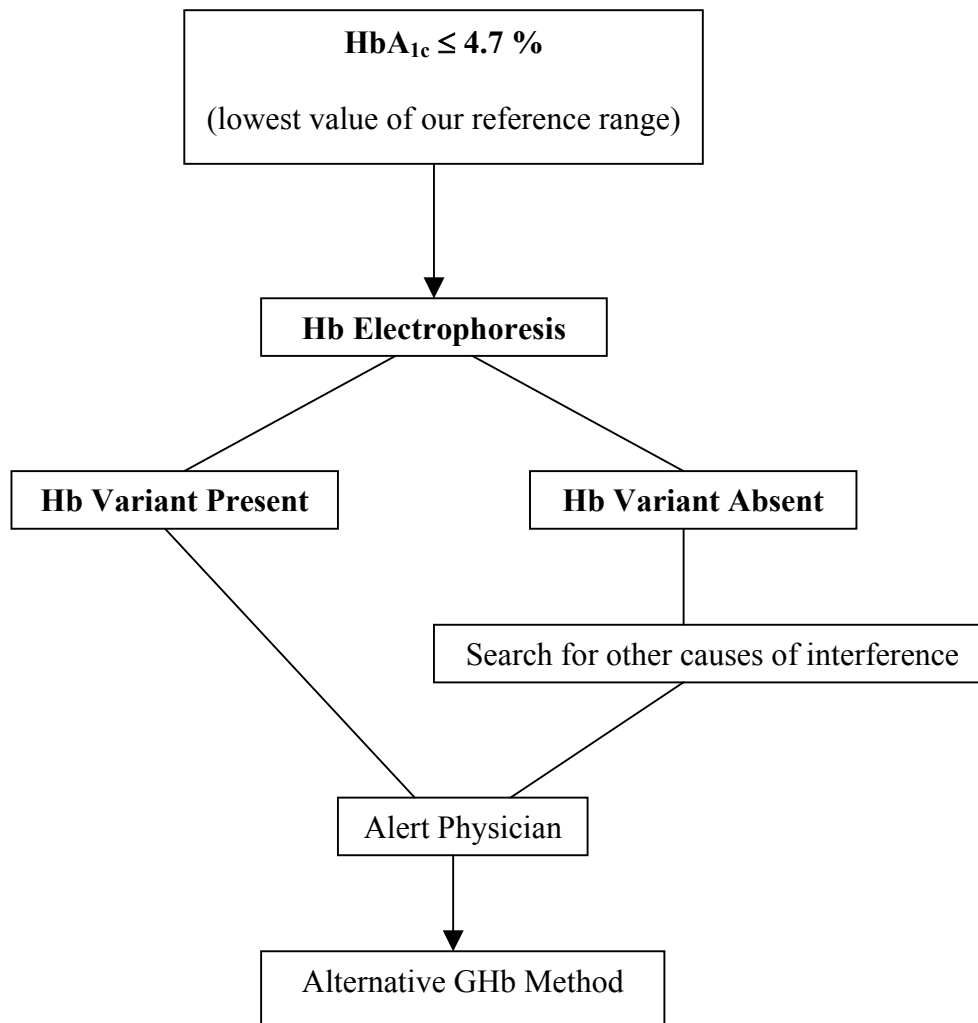 HbA1c ≤ 4.7 %
(lowest value of our reference range)
Hb Electrophoresis
Hb Variant Present
Hb Variant Absent
Search for other causes of interference
Alert Physician
Alternative GHb Method